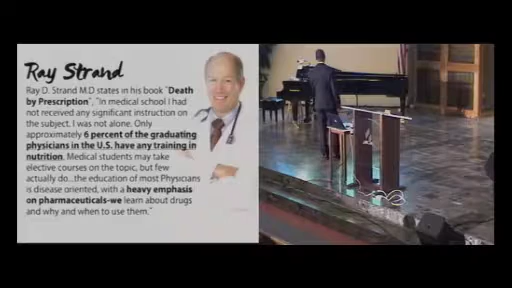 Ray Strand
Ray D. Strand M.D states in his book "Death
by Prescription", "In medical school I had
not received any significant instruction on
the subject. I was not alone. Only
approximately 6 percent of the graduating
physicians in the U.S. have any training in
nutrition. Medical students may take
elective courses on the topic, but few
actually do...the education of most Physicians
is disease oriented, with a heavy emphasis
on pharmaceuticals-we learn about drugs
and why and when to use them."